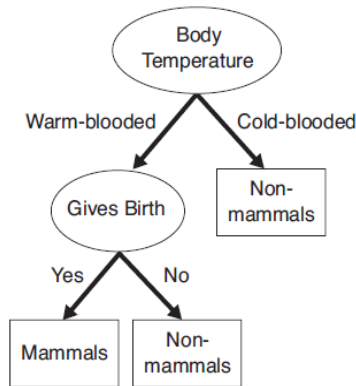 Body
Temperature
Warm-blooded
Cold-blooded
Gives Birth
Non-
mammals
Yes
No
Mammals
Non-
mammals